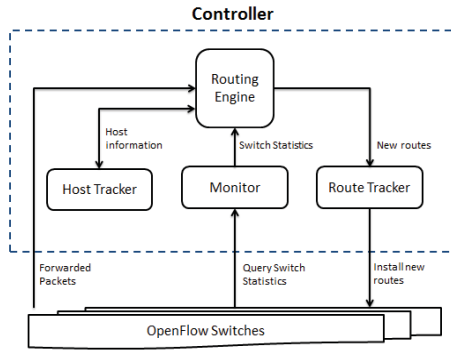 Controller
Routing
Engine
Host
information
Switch Statistics
New routes
Host Tracker
Monitor
Route Tracker
Forwarded
Packets
Query Switch
Statistics
Install new
routes
OpenFlow Switches